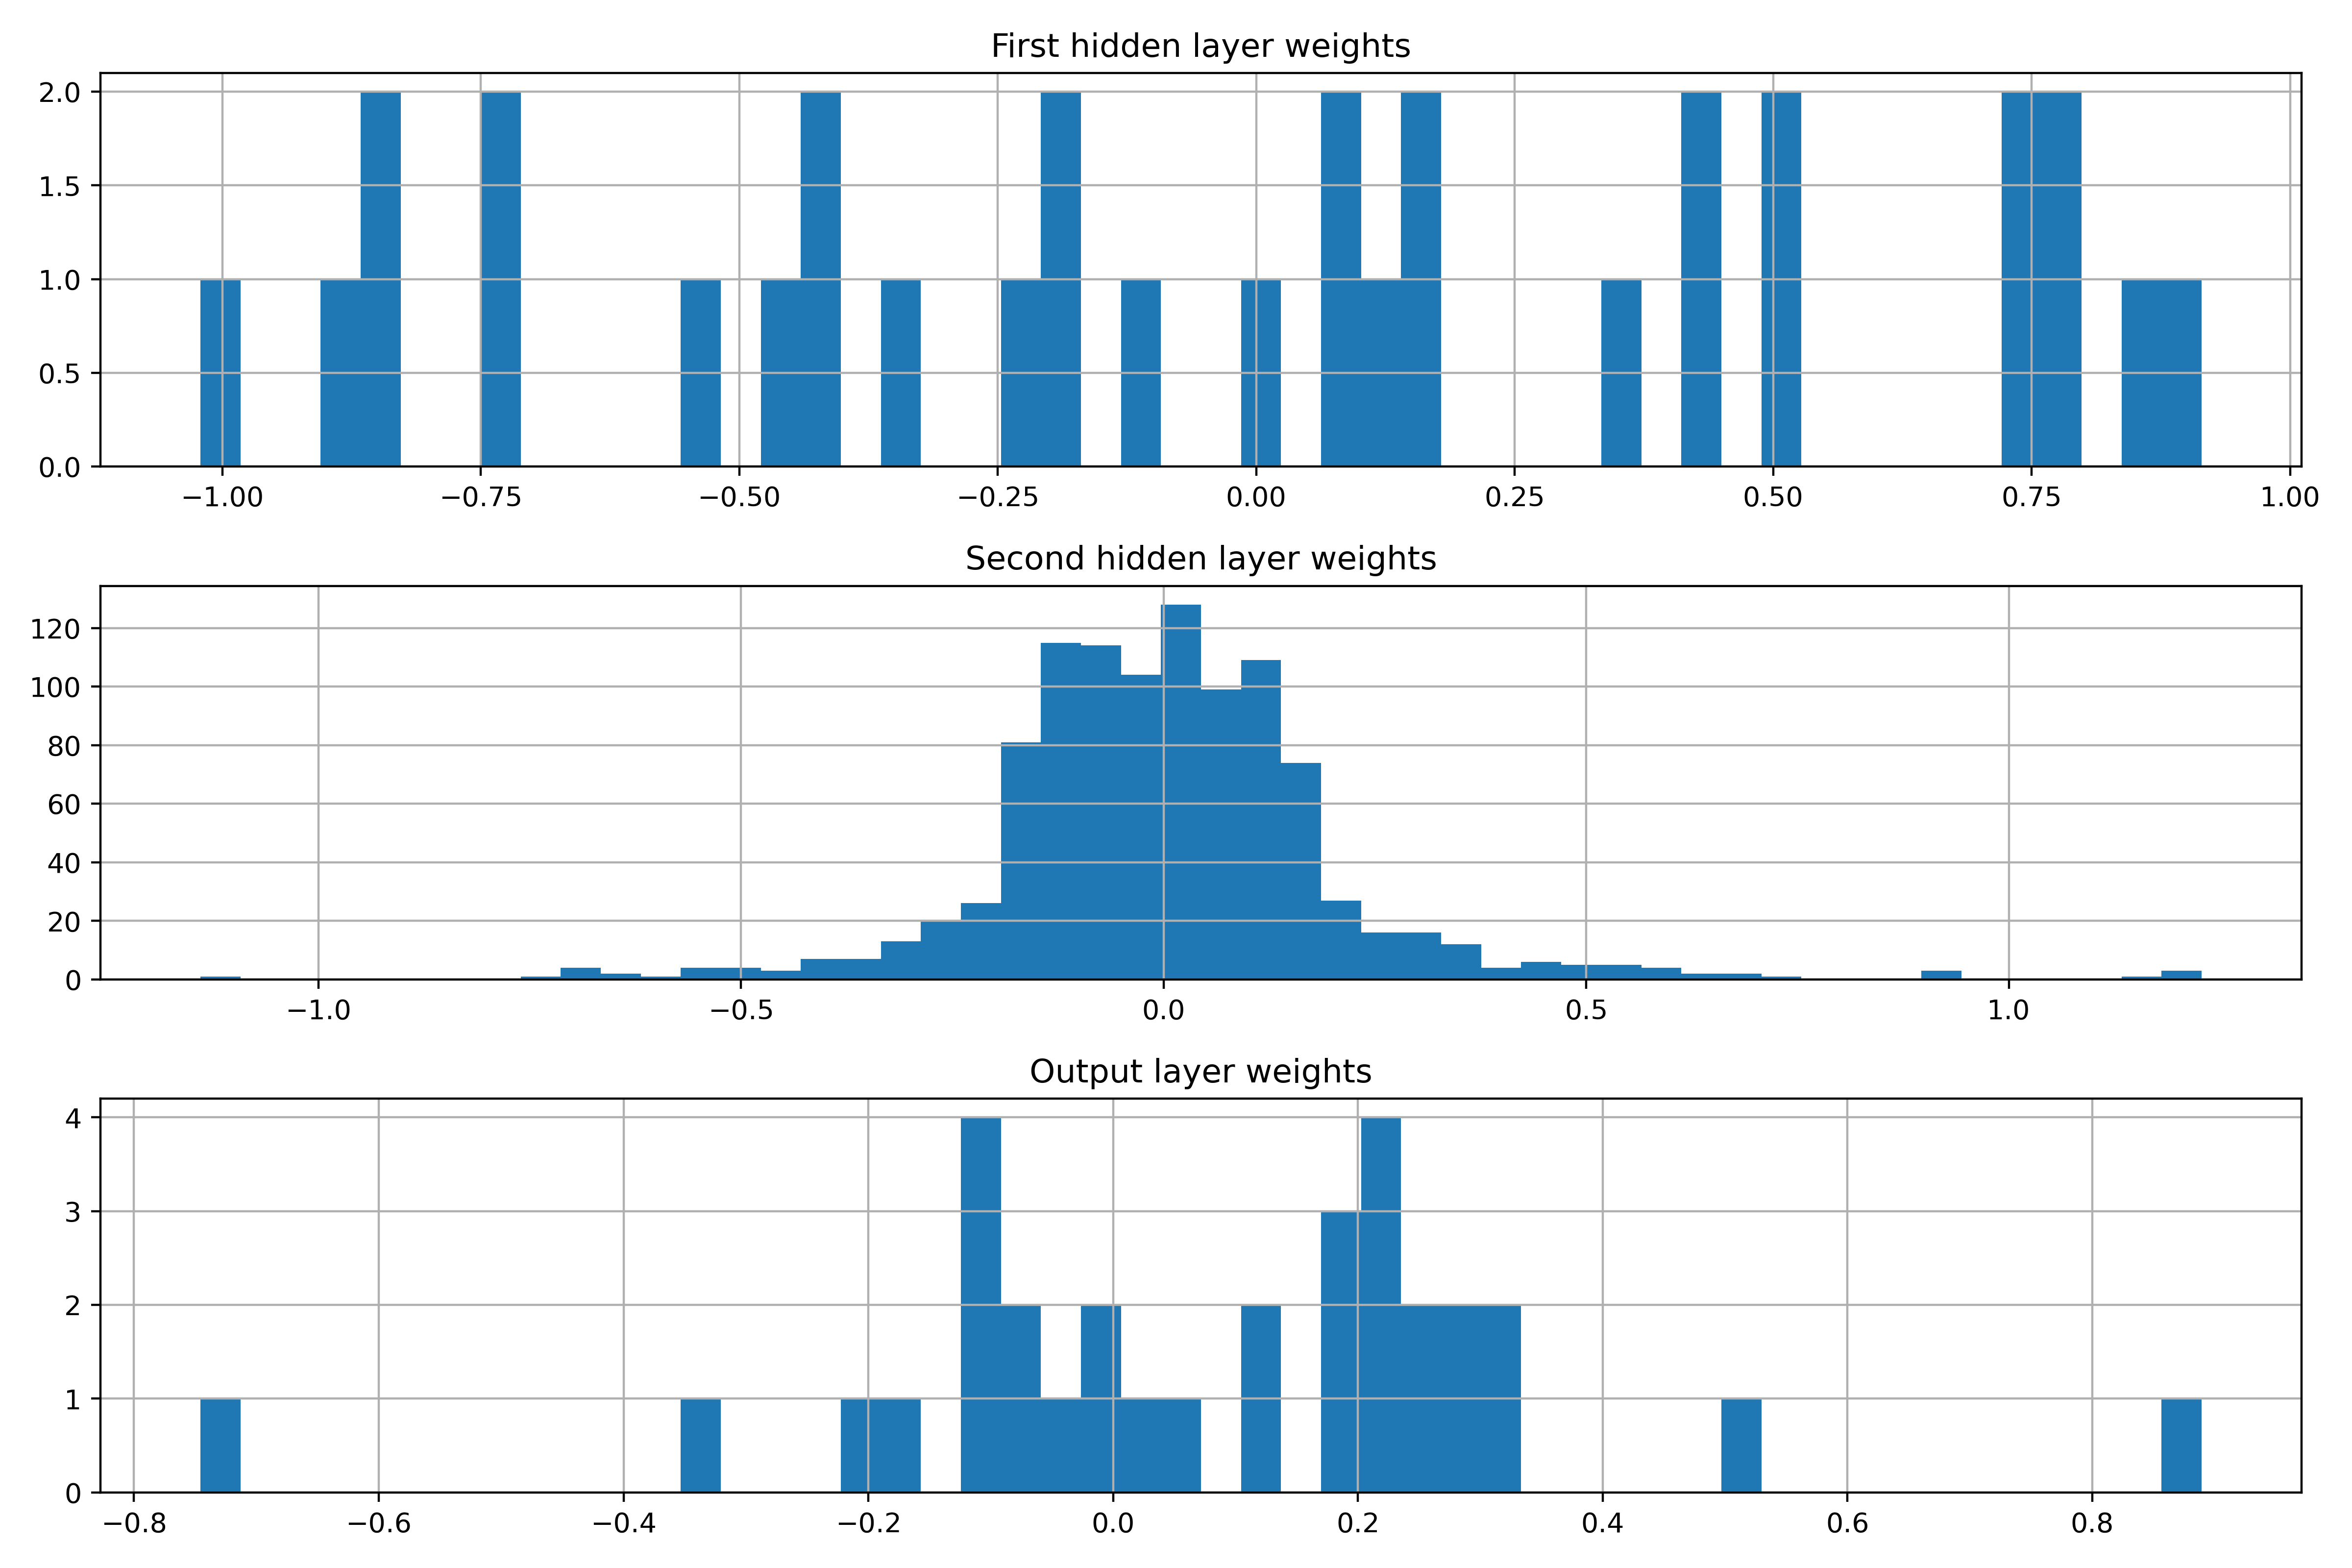 First hidden layer weights
2.0
1.5
1.0
0.5
0.0
−1.00 −0.75 −0.50 −0.25 0.00 0.25 0.50 0.75 1.00
Second hidden layer weights
120
100
80
60
40
20
0
−1.0 −0.5 0.0 0.5 1.0
Output layer weights
4
3
2
1
0
−0.8 −0.6 −0.4 −0.2 0.0 0.2 0.4 0.6 0.8